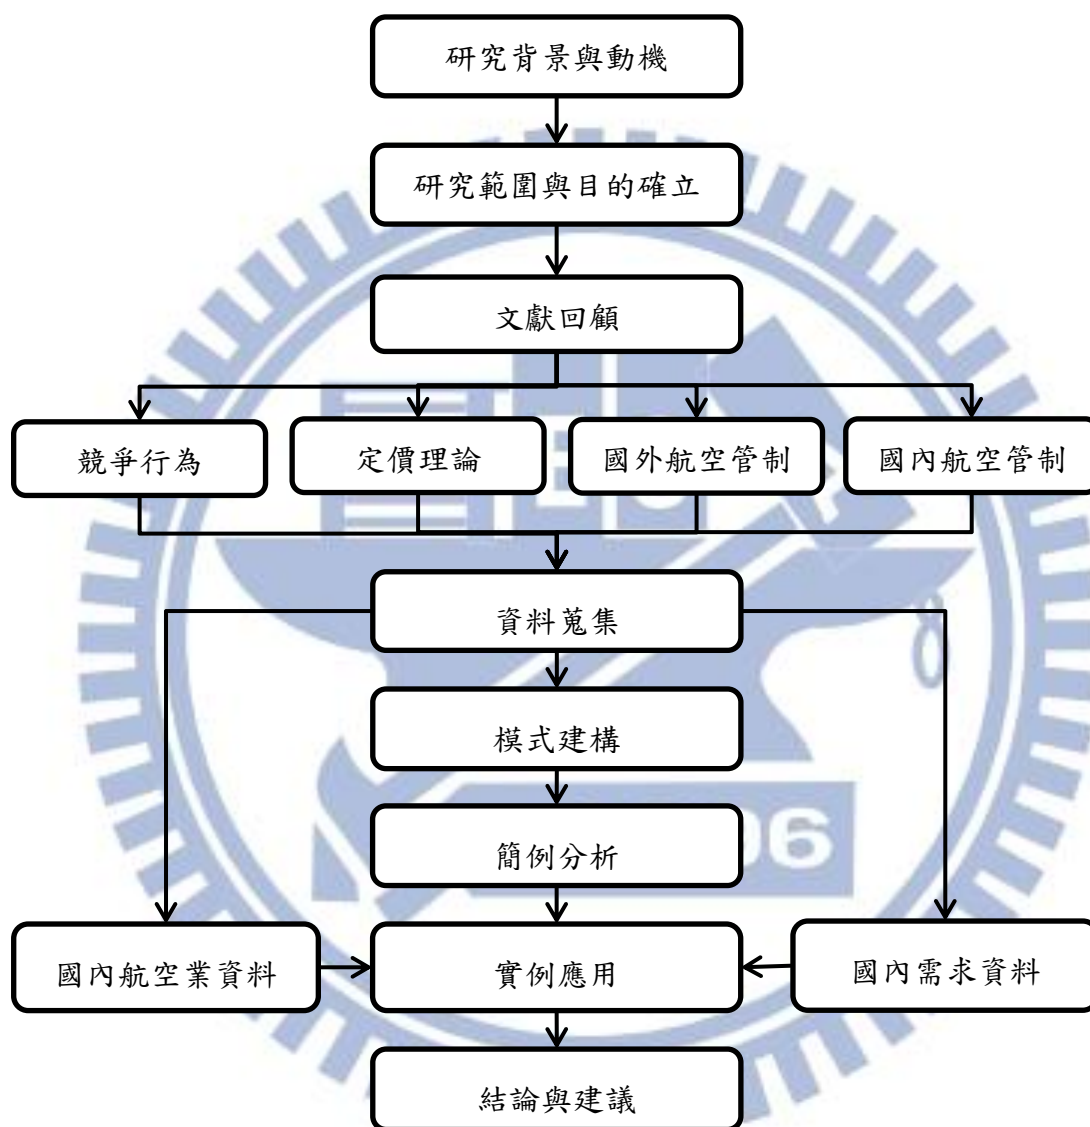 研究背景與動機
研究範圍與目的確立
文獻回顧
競爭行為
定價理論
國外航空管制
國內航空管制
資料蒐集
模式建構
簡例分析
96
國內航空業資料
實例應用
國內需求資料
結論與建議